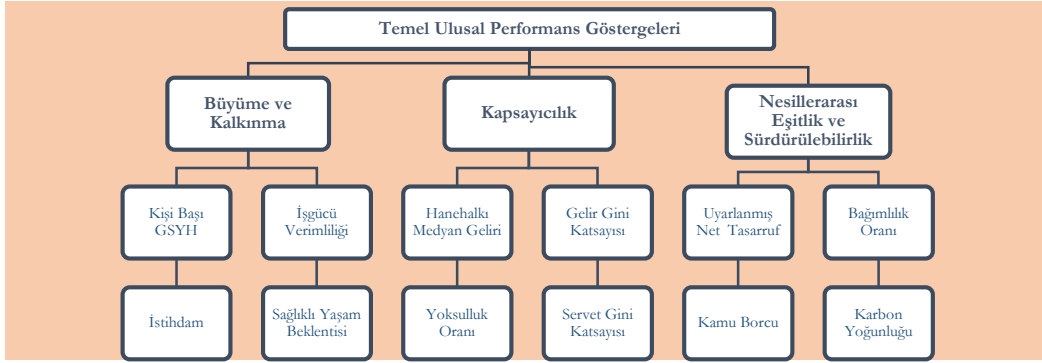 Temel Ulusal Performans Göstergeleri
Büyüme ve
Kalkınma
Kapsayıcılık
Nesillerarası
Eşitlik ve
Sürdürülebilirlik
Kişi Başı
GSYH
İşgücü
Verimliliği
Hanehalkı
Medyan Geliri
Gelir Gini
Katsayısı
Uyarlanmış
Net Tasarruf
Bağımlılık
Oranı
İstihdam
Sağlıklı Yaşam
Beklentisi
Yoksulluk
Oranı
Servet Gini
Katsayısı
Kamu Borcu
Karbon
Yoğunluğu